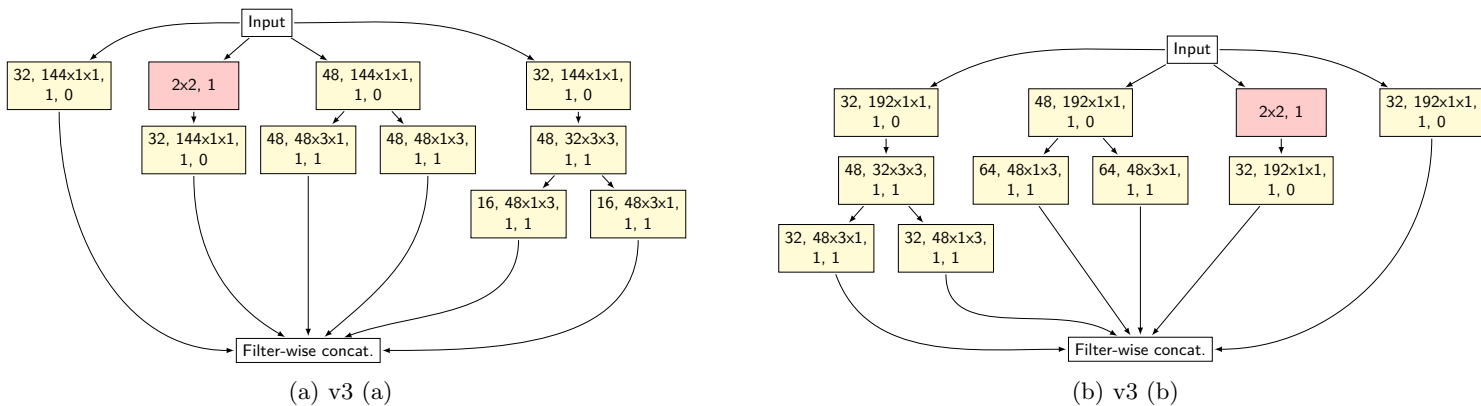 Input
32, 144x1x1,
1, 0
2x2, 1
48, 144x1x1,
1, 0
32, 144x1x1,
1, 0
32, 144x1x1,
1, 0
48, 48x3x1,
1, 1
48, 48x1x3,
1, 1
48, 32x3x3,
1, 1
16, 48x1x3,
1, 1
16, 48x3x1,
1, 1
Filter-wise concat.
(a) v3 (a)
Input
32, 192x1x1,
1, 0
48, 192x1x1,
1, 0
2x2, 1
32, 192x1x1,
1, 0
48, 32x3x3,
1, 1
64, 48x1x3,
1, 1
64, 48x3x1,
1, 1
32, 192x1x1,
1, 0
32, 48x3x1,
1, 1
32, 48x1x3,
1, 1
Filter-wise concat.
(b) v3 (b)